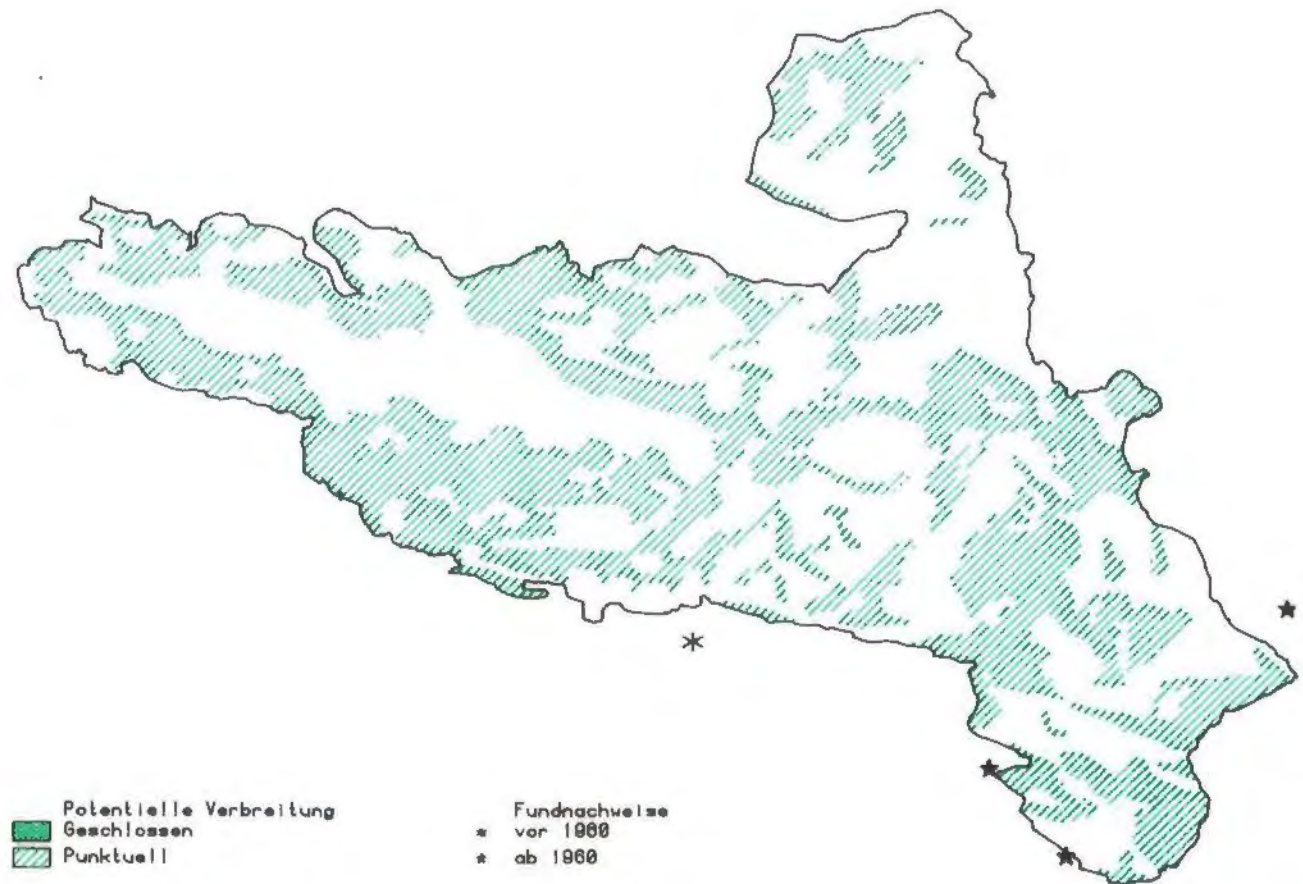 Potentielle Verbreitung
Geschlossen
Punktuell
Fundnachweise
vor 1960
ab 1960